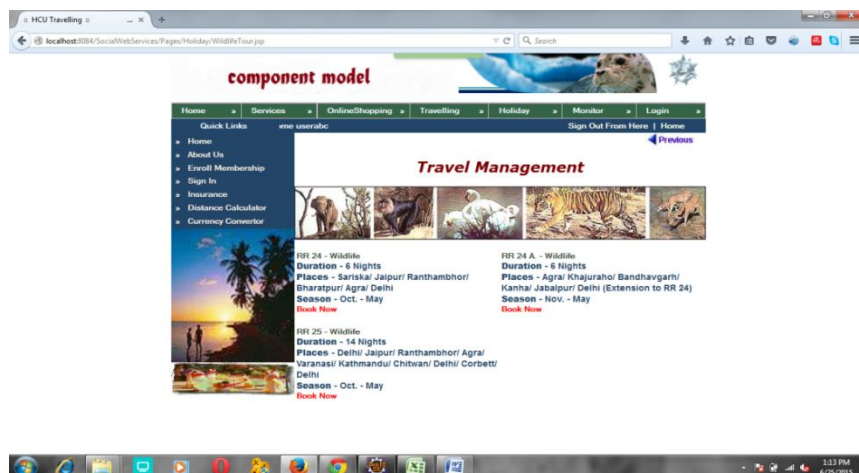 :: HCU Travelling ::
... ×
+
localhost:8084/SocialWebServices/Pages/Holiday/WildlifeTour.jsp
Search
component model
Home » Services » OnlineShopping » Travelling » Holiday » Monitor » Login »
Quick Links
ome userabc
Sign Out From Here | Home
Previous
» Home
» About Us
» Enroll Membership
» Sign In
» Insurance
» Distance Calculator
» Currency Convertor
Travel Management
RR 24 - Wildlife
Duration - 6 Nights
Places - Sariska/ Jaipur/ Ranthambhor/
Bharatpur/ Agra/ Delhi
Season - Oct. - May
Book Now
RR 24 A. - Wildlife
Duration - 6 Nights
Places - Agra/ Khajuraho/ Bandhavgarh/
Kanha/ Jabalpur/ Delhi (Extension to RR 24)
Season - Nov. - May
Book Now
RR 25 - Wildlife
Duration - 14 Nights
Places - Delhi/ Jaipur/ Ranthambhor/ Agra/
Varanasi/ Kathmandu/ Chitwan/ Delhi/ Corbett/
Delhi
Season - Oct. - May
Book Now
1:13 PM
6/25/2015